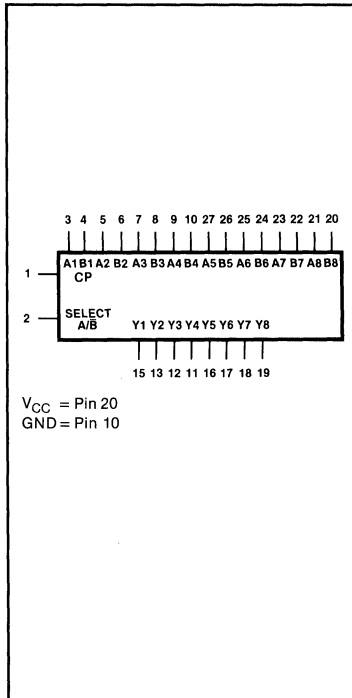 3 4 5 6 7 8 9 10 27 26 25 24 23 22 21 20
A1 B1 A2 B2 A3 B3 A4 B4 A5 B5 A6 B6 A7 B7 A8 B8
1 CP
2 SELECT
A/B̅ Y1 Y2 Y3 Y4 Y5 Y6 Y7 Y8
15 13 12 11 16 17 18 19
VCC = Pin 20
GND = Pin 10